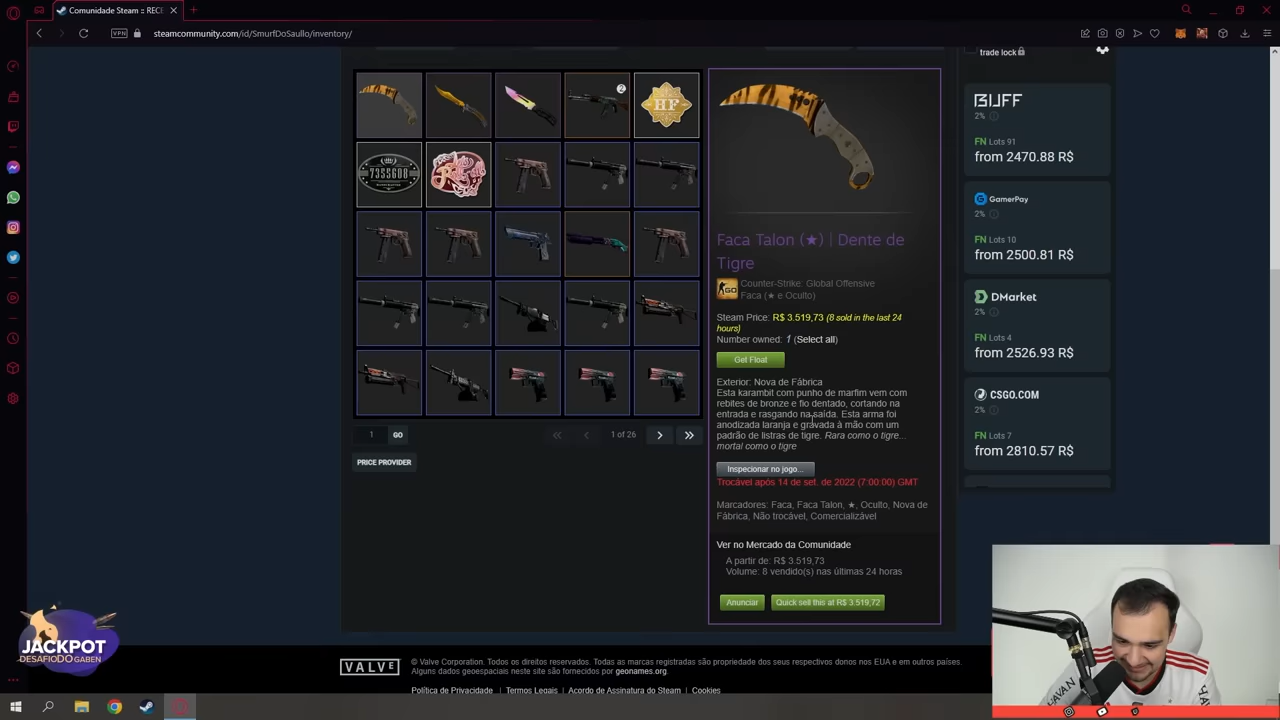 Comunidade Steam :: RECE
VPN
steamcommunity.com/id/SmurfDoSaullo/inventory/
trade lock
2
HF
7355608
1
GO
1 of 26
PRICE PROVIDER
Faca Talon (★) | Dente de
Tigre
Counter-Strike: Global Offensive
Faca (★ e Oculto)
Steam Price: R$ 3.519,73 (8 sold in the last 24
hours)
Number owned: 1 (Select all)
Get Float
Exterior: Nova de Fábrica
Esta karambit com punho de marfim vem com
rebites de bronze e fio dentado, cortando na
entrada e rasgando na saída. Esta arma foi
anodizada laranja e gravada à mão com um
padrão de listras de tigre. Rara como o tigre...
mortal como o tigre
Inspecionar no jogo...
Trocável após 14 de set. de 2022 (7:00:00) GMT
Marcadores: Faca, Faca Talon, ★, Oculto, Nova de
Fábrica, Não trocável, Comercializável
Ver no Mercado da Comunidade
A partir de: R$ 3.519,73
Volume: 8 vendido(s) nas últimas 24 horas
Anunciar
Quick sell this at R$ 3.519,72
BUFF
2%
FN Lots 91
from 2470.88 R$
GamerPay
2%
FN Lots 10
from 2500.81 R$
DMarket
2%
FN Lots 4
from 2526.93 R$
CSGO.COM
2%
FN Lots 7
from 2810.57 R$
JACKPOT
DESAFIO DO GABEN
VALVE
© Valve Corporation. Todos os direitos reservados. Todas as marcas registradas são propriedade dos seus respectivos donos nos EUA e em outros países.
Alguns dados geoespaciais neste site são fornecidos por geonames.org.
Política de Privacidade | Termos Legais | Acordo de Assinatura do Steam | Cookies
HAVAN